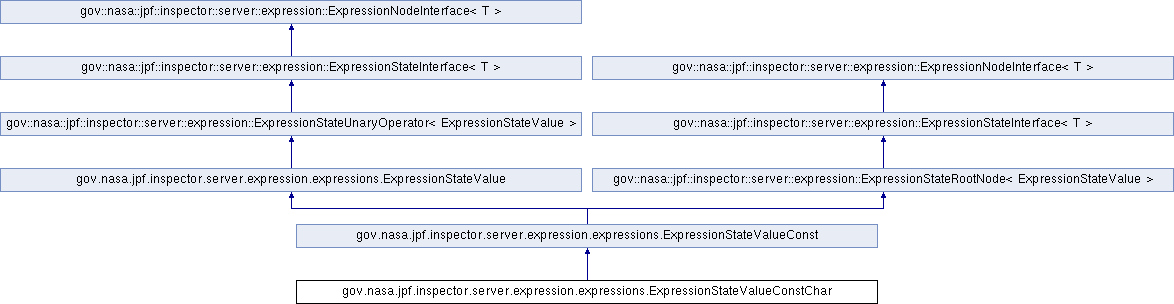 gov::nasa::jpf::inspector::server::expression::ExpressionNodeInterface< T >
gov::nasa::jpf::inspector::server::expression::ExpressionStateInterface< T >
gov::nasa::jpf::inspector::server::expression::ExpressionNodeInterface< T >
gov::nasa::jpf::inspector::server::expression::ExpressionStateUnaryOperator< ExpressionStateValue >
gov::nasa::jpf::inspector::server::expression::ExpressionStateInterface< T >
gov.nasa.jpf.inspector.server.expression.expressions.ExpressionStateValue
gov::nasa::jpf::inspector::server::expression::ExpressionStateRootNode< ExpressionStateValue >
gov.nasa.jpf.inspector.server.expression.expressions.ExpressionStateValueConst
gov.nasa.jpf.inspector.server.expression.expressions.ExpressionStateValueConstChar